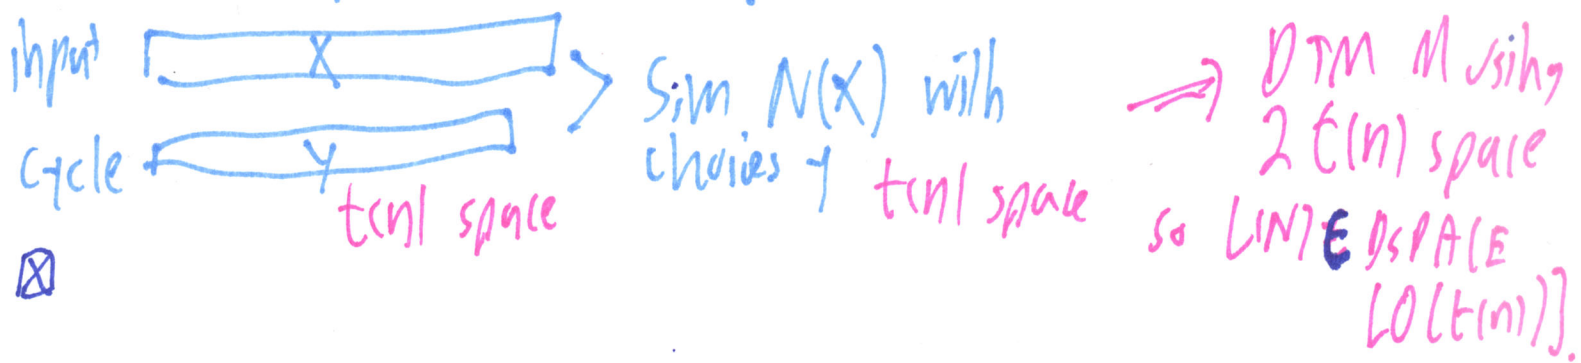 input X
Sim N(X) with
choices y t(n) space
cycle Y
t(n) space
⟹ DTM M using
2 t(n) space
so L(N) ∈ DSPACE
[O(t(n))].
☒